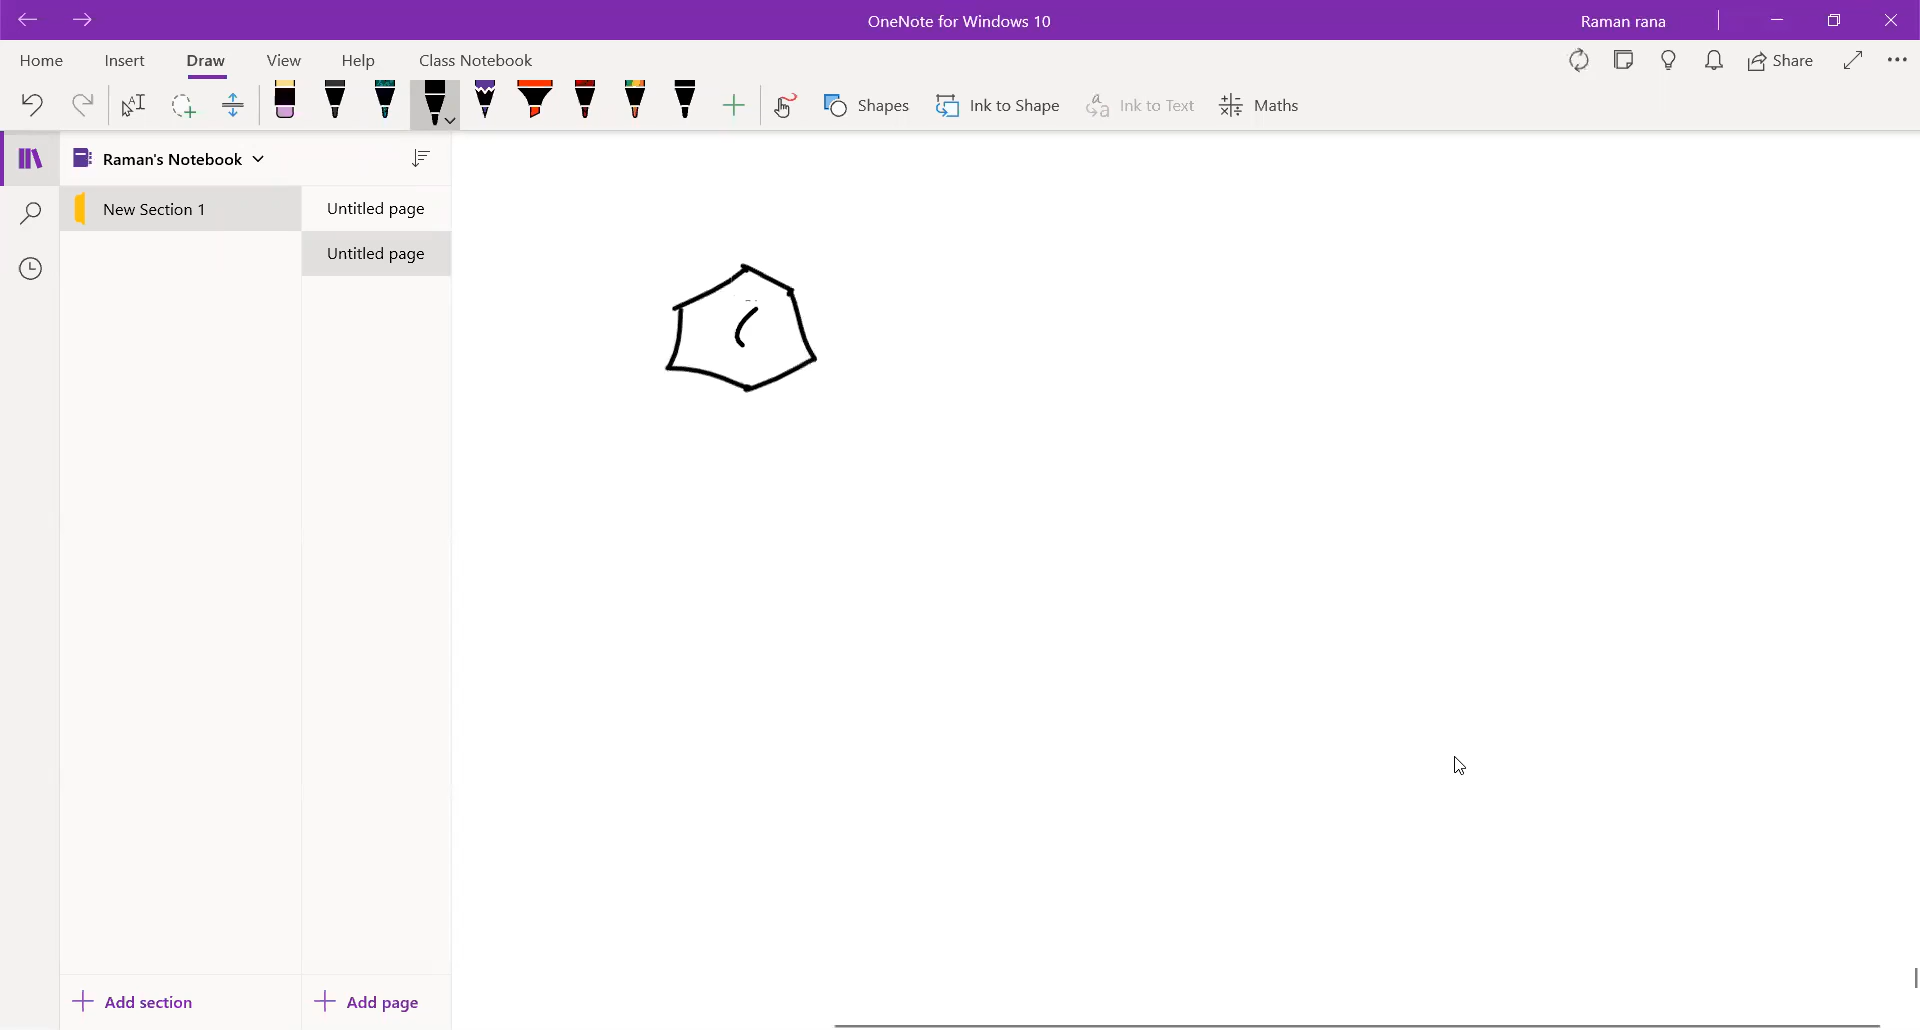 OneNote for Windows 10
Raman rana
Home Insert Draw View Help Class Notebook
Share
Shapes Ink to Shape Ink to Text Maths
Raman's Notebook
New Section 1
Untitled page
Untitled page
Add section
Add page